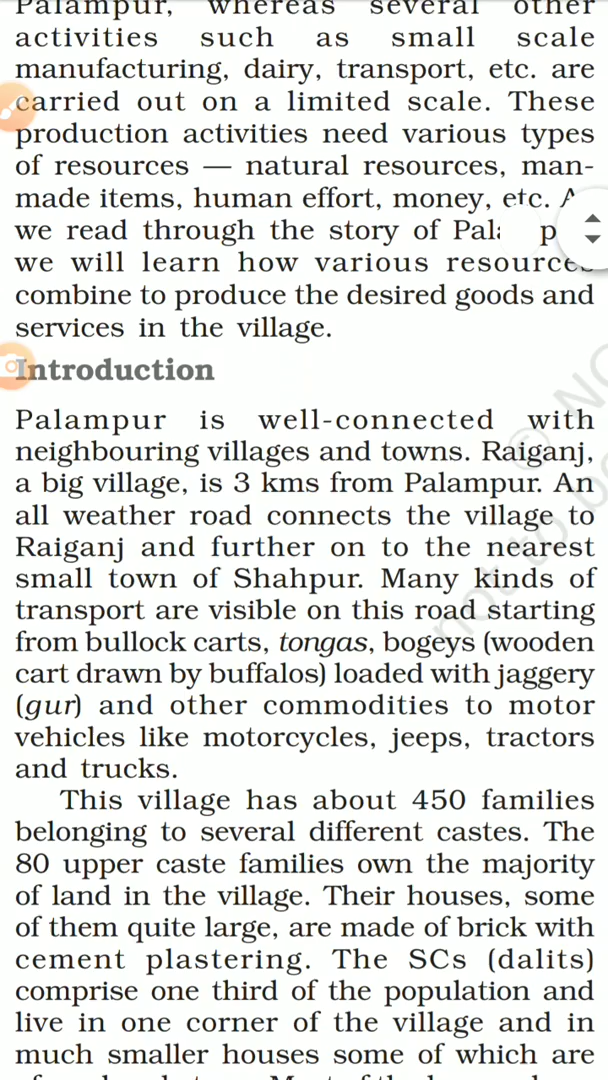 Palampur, whereas several other
activities such as small scale
manufacturing, dairy, transport, etc. are
carried out on a limited scale. These
production activities need various types
of resources — natural resources, man-
made items, human effort, money, etc.
we read through the story of
we will learn how various resources
combine to produce the desired goods and
services in the village.
Introduction
Palampur is well-connected with
neighbouring villages and towns. Raiganj,
a big village, is 3 kms from Palampur. An
all weather road connects the village to
Raiganj and further on to the nearest
small town of Shahpur. Many kinds of
transport are visible on this road starting
from bullock carts, tongas, bogeys (wooden
cart drawn by buffalos) loaded with jaggery
(gur) and other commodities to motor
vehicles like motorcycles, jeeps, tractors
and trucks.
This village has about 450 families
belonging to several different castes. The
80 upper caste families own the majority
of land in the village. Their houses, some
of them quite large, are made of brick with
cement plastering. The SCs (dalits)
comprise one third of the population and
live in one corner of the village and in
much smaller houses some of which are
© NC
not to be